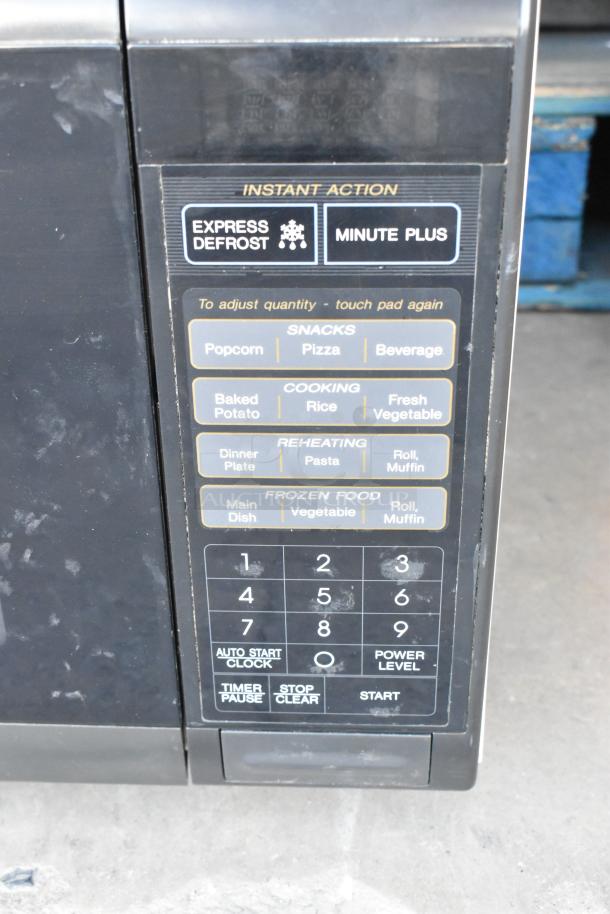 INSTANT ACTION
EXPRESS DEFROST
MINUTE PLUS
To adjust quantity - touch pad again
SNACKS
Popcorn Pizza Beverage
COOKING
Baked Potato Rice Fresh Vegetable
REHEATING
Dinner Plate Pasta Roll, Muffin
FROZEN FOOD
Main Dish Vegetable Roll, Muffin
AUCTION GROUP
1 2 3
4 5 6
7 8 9
AUTO START CLOCK 0 POWER LEVEL
TIMER PAUSE STOP CLEAR START